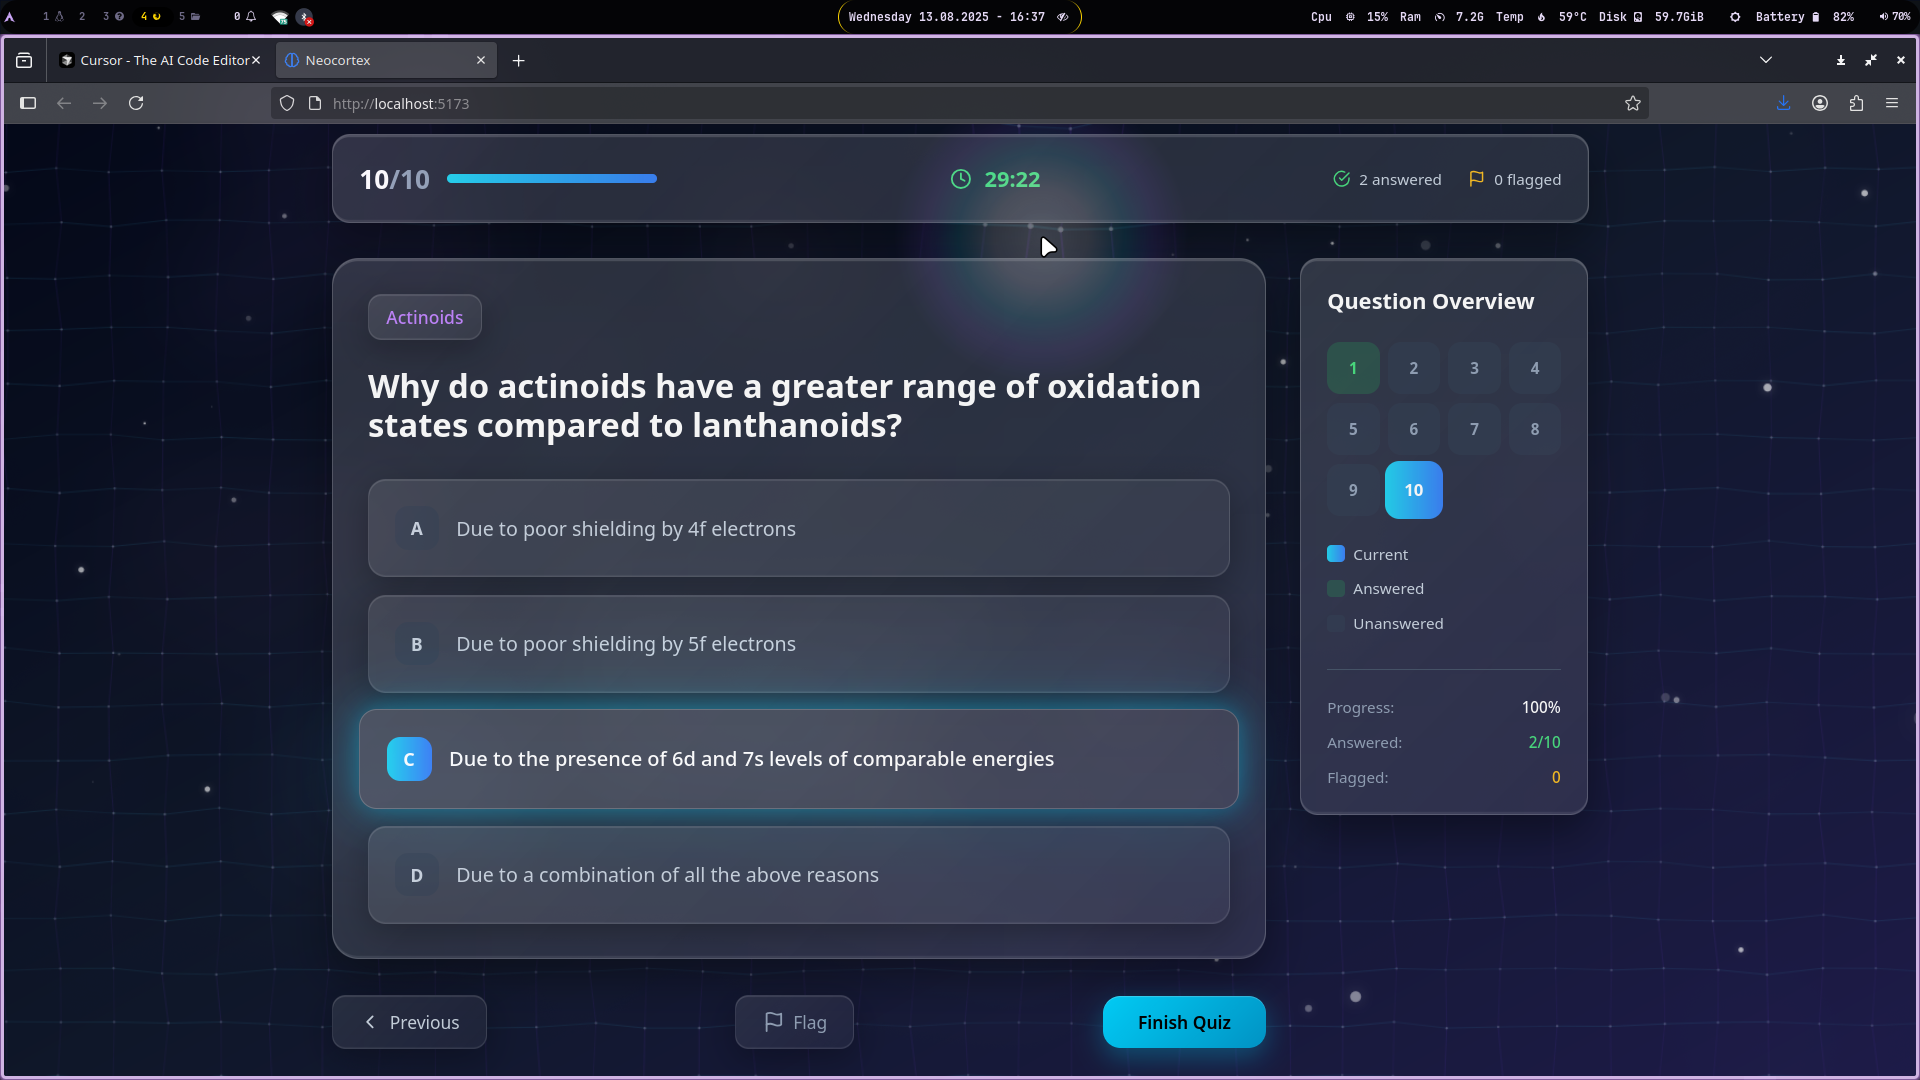 1 2 3 4 5 0
Wednesday 13.08.2025 - 16:37
Cpu 15% Ram 7.2G Temp 59°C Disk 59.7GiB Battery 82% 70%
Cursor - The AI Code Editor
Neocortex
http://localhost:5173
10/10
29:22
2 answered
0 flagged
Actinoids
Why do actinoids have a greater range of oxidation
states compared to lanthanoids?
A Due to poor shielding by 4f electrons
B Due to poor shielding by 5f electrons
C Due to the presence of 6d and 7s levels of comparable energies
D Due to a combination of all the above reasons
Previous
Flag
Finish Quiz
Question Overview
1 2 3 4
5 6 7 8
9 10
Current
Answered
Unanswered
Progress: 100%
Answered: 2/10
Flagged: 0